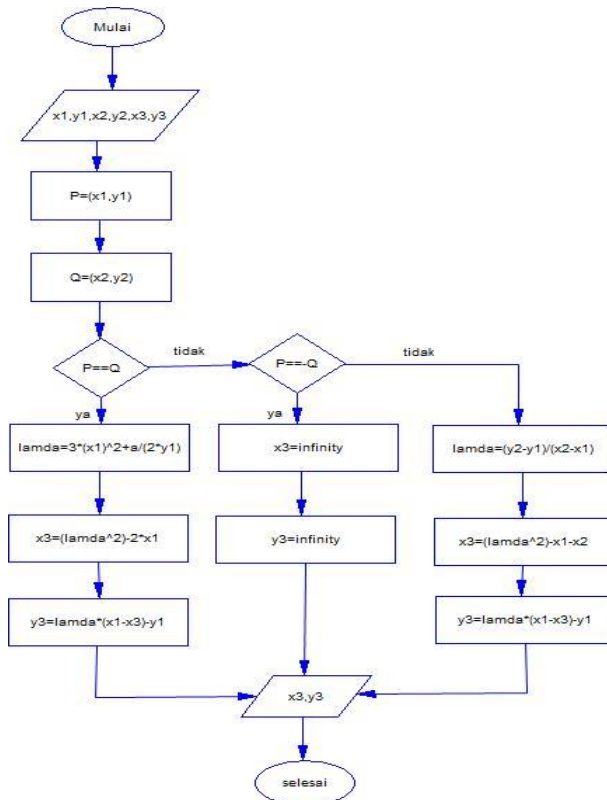 Mulai
x1,y1,x2,y2,x3,y3
P=(x1,y1)
Q=(x2,y2)
P==Q
tidak
P==-Q
tidak
ya
ya
lamda=3*(x1)^2+a/(2*y1)
x3=infinity
lamda=(y2-y1)/(x2-x1)
x3=(lamda^2)-2*x1
y3=infinity
x3=(lamda^2)-x1-x2
y3=lamda*(x1-x3)-y1
y3=lamda*(x1-x3)-y1
x3,y3
selesai